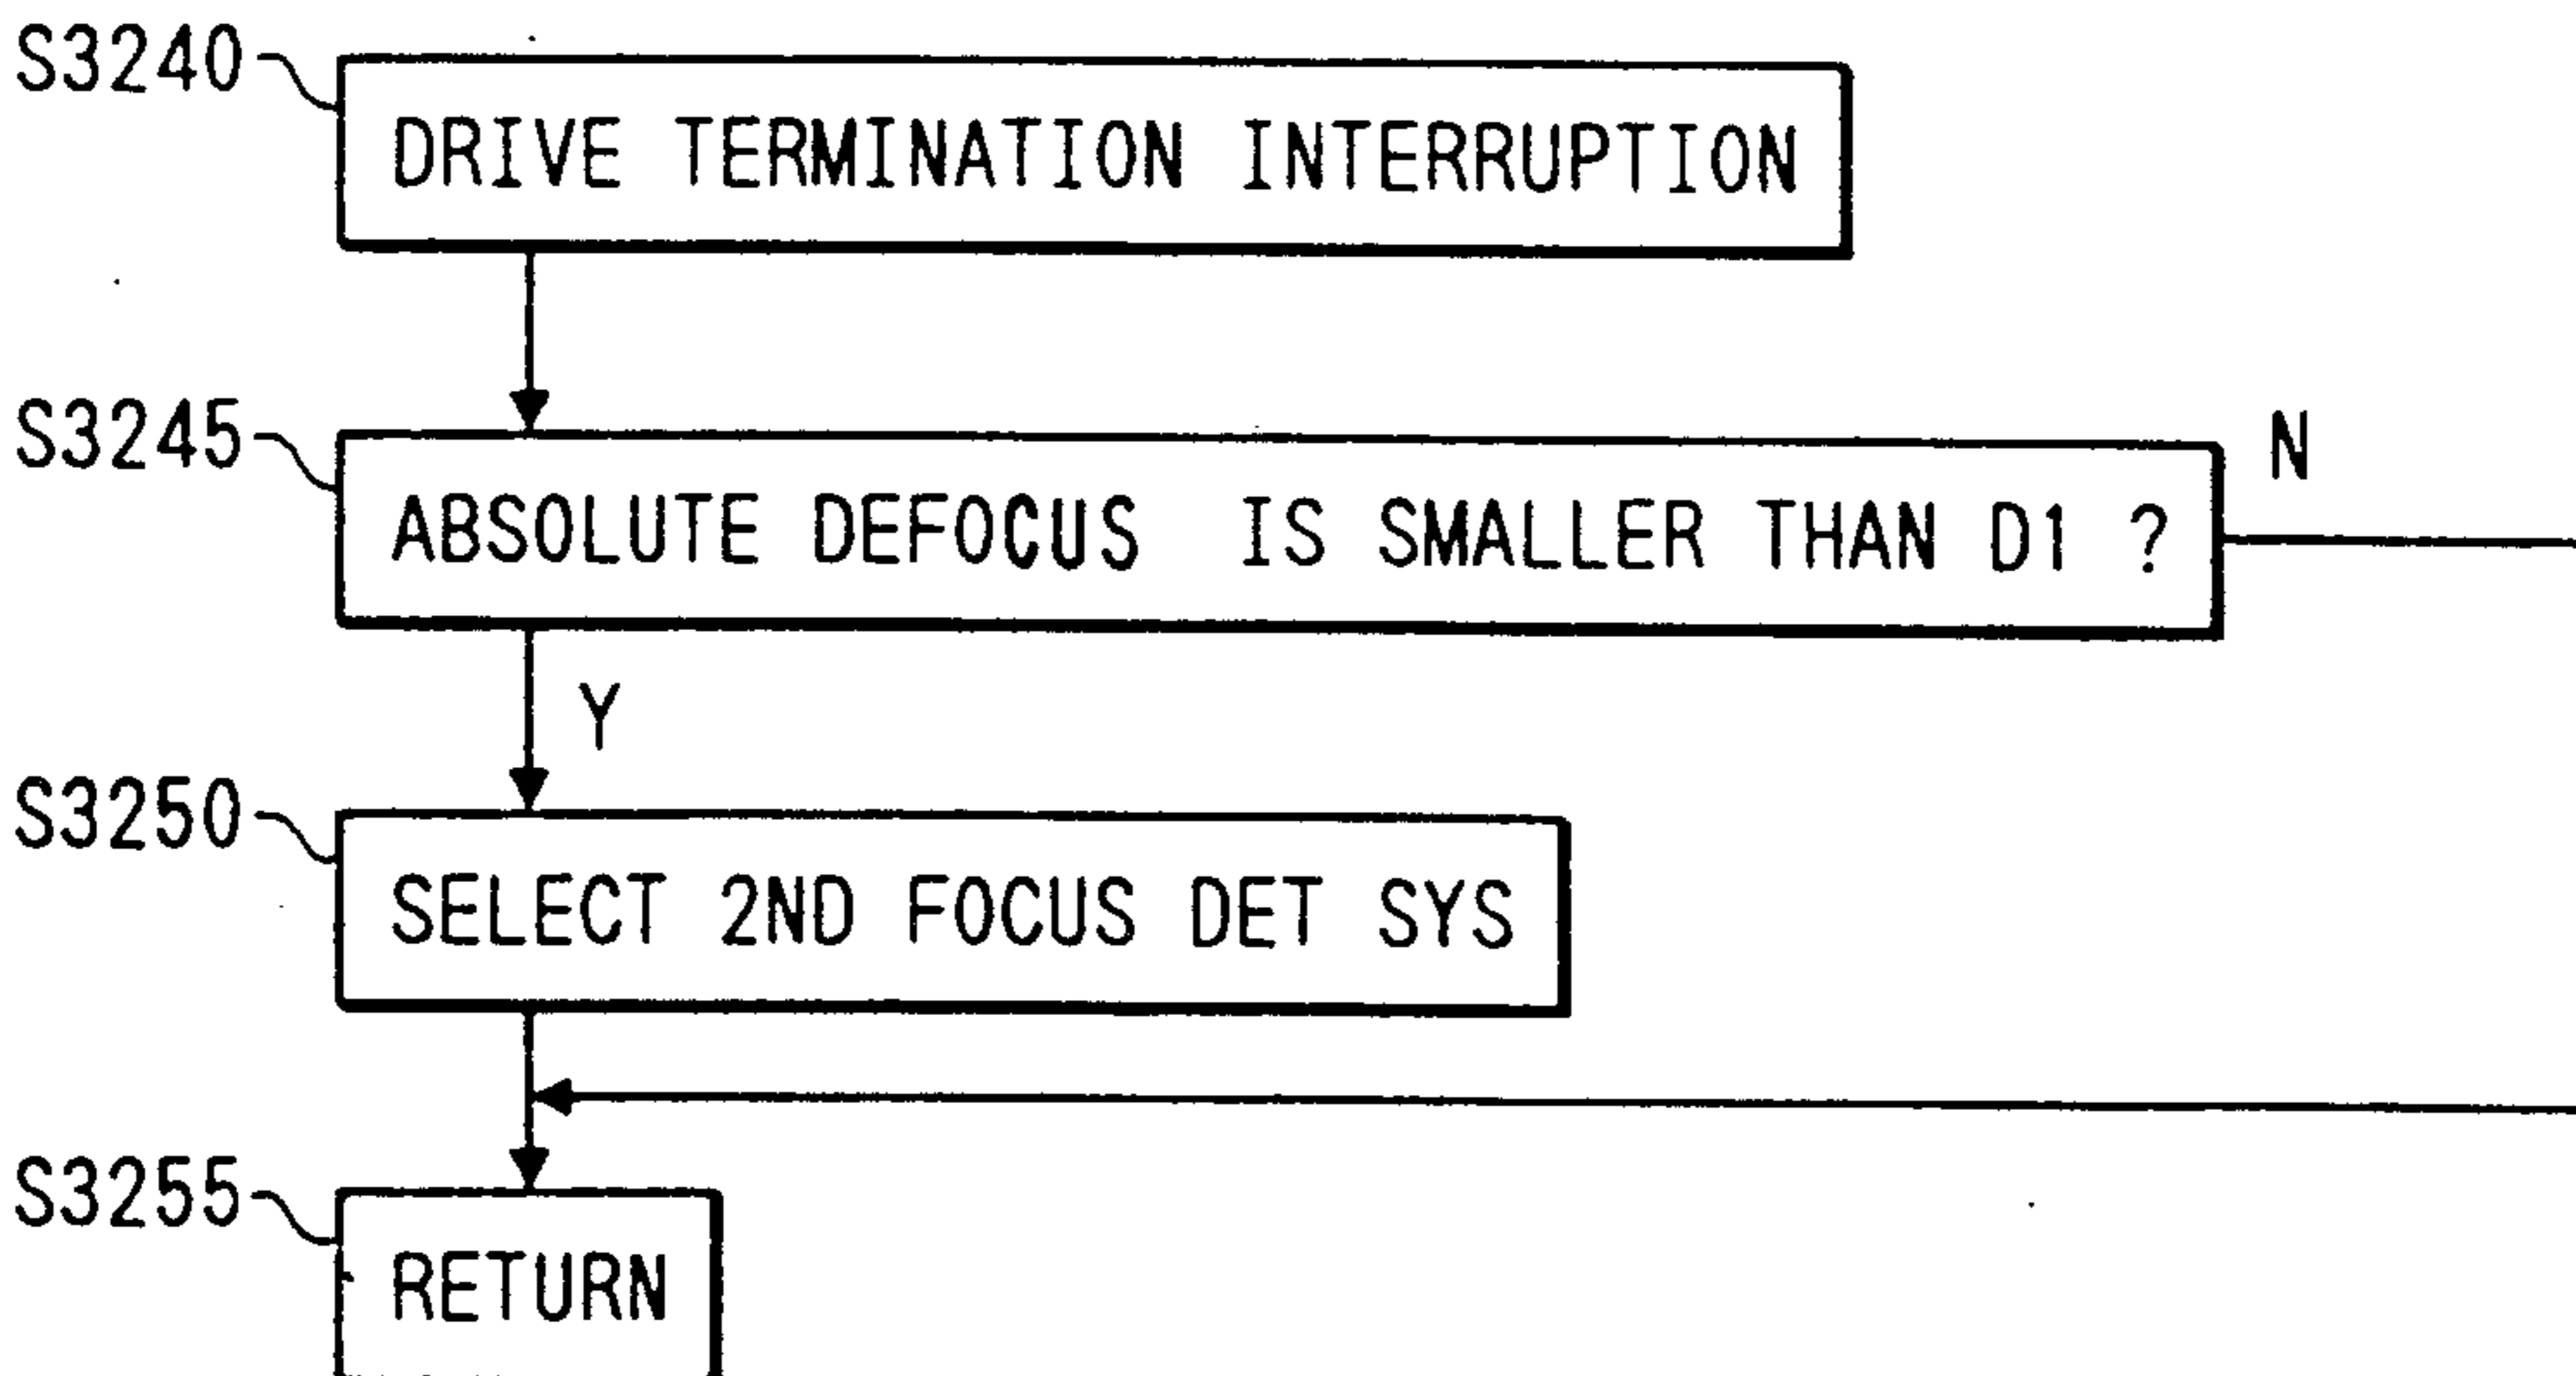 S3240
DRIVE TERMINATION INTERRUPTION
S3245
ABSOLUTE DEFOCUS IS SMALLER THAN D1 ?
N
Y
S3250
SELECT 2ND FOCUS DET SYS
S3255
RETURN